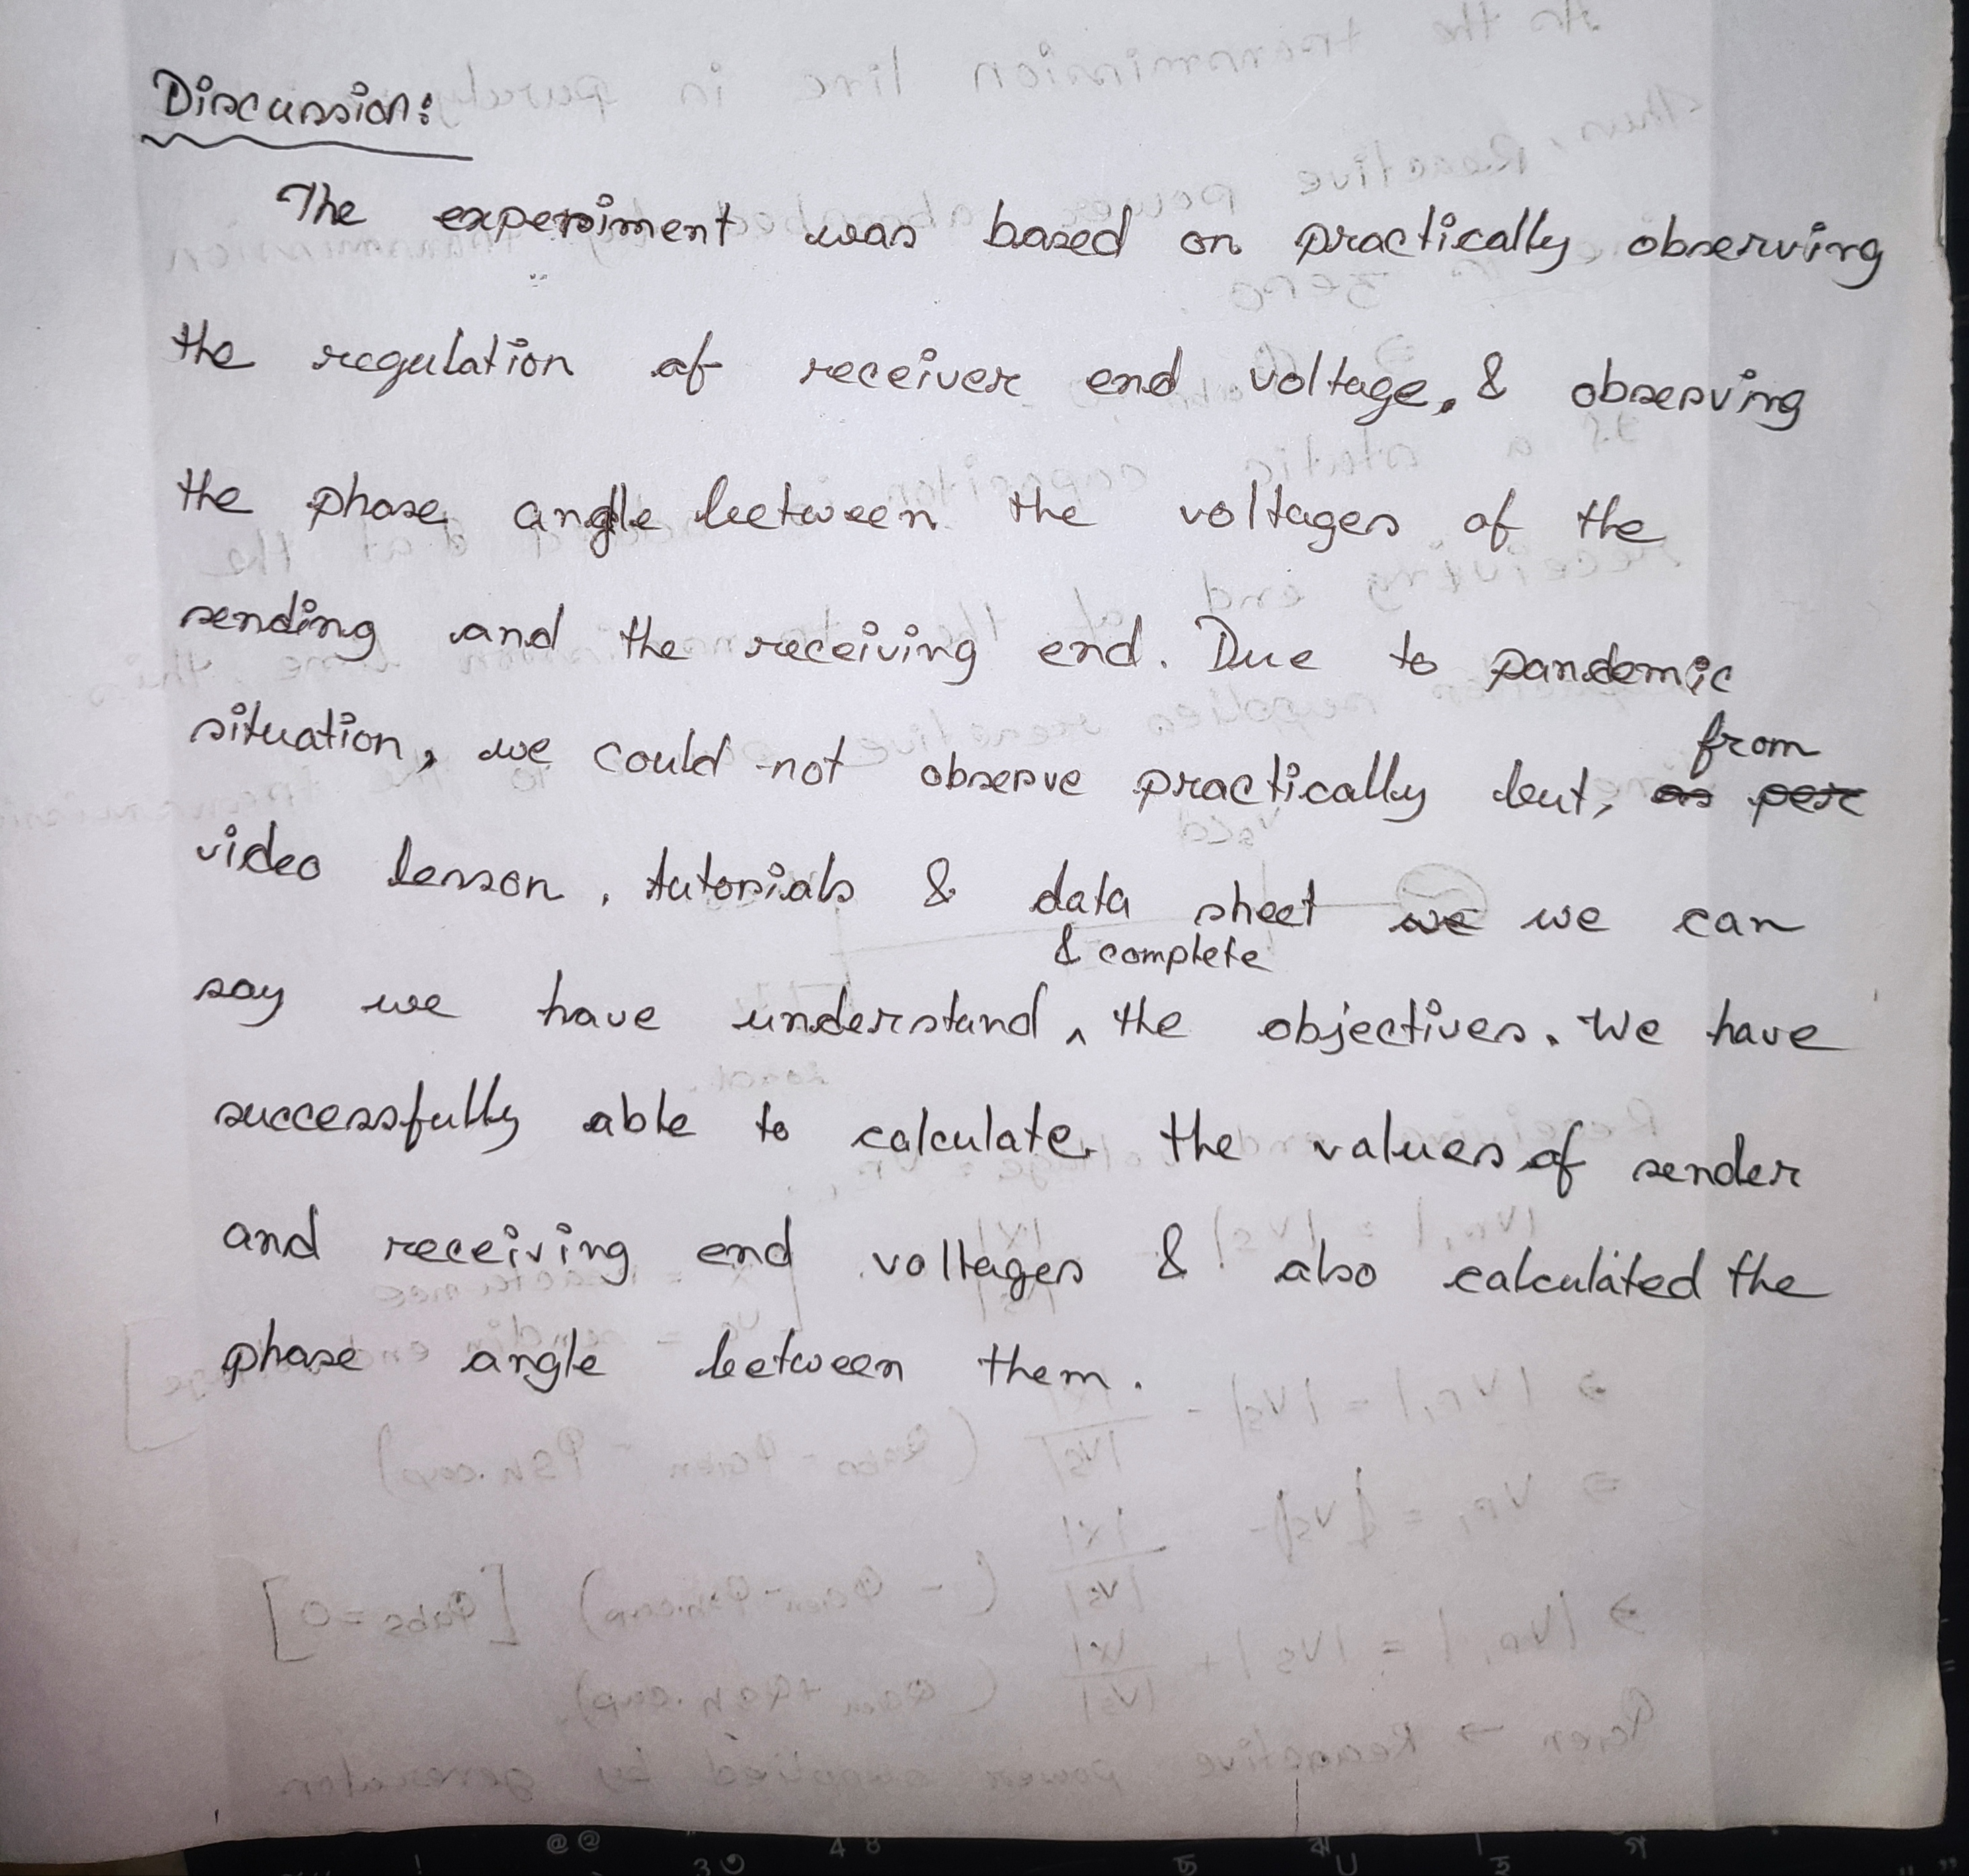 Discussion:
The experiment was based on practically observing
the regulation of receiver end voltage, & observing
the phase angle between the voltages of the
sending and the receiving end. Due to pandemic
situation, we could not observe practically but, as per from
video lesson, tutorials & data sheet we we can
say we have understand & complete the objectives. We have
successfully able to calculate the values of sender
and receiving end voltages & also calculated the
phase angle between them.